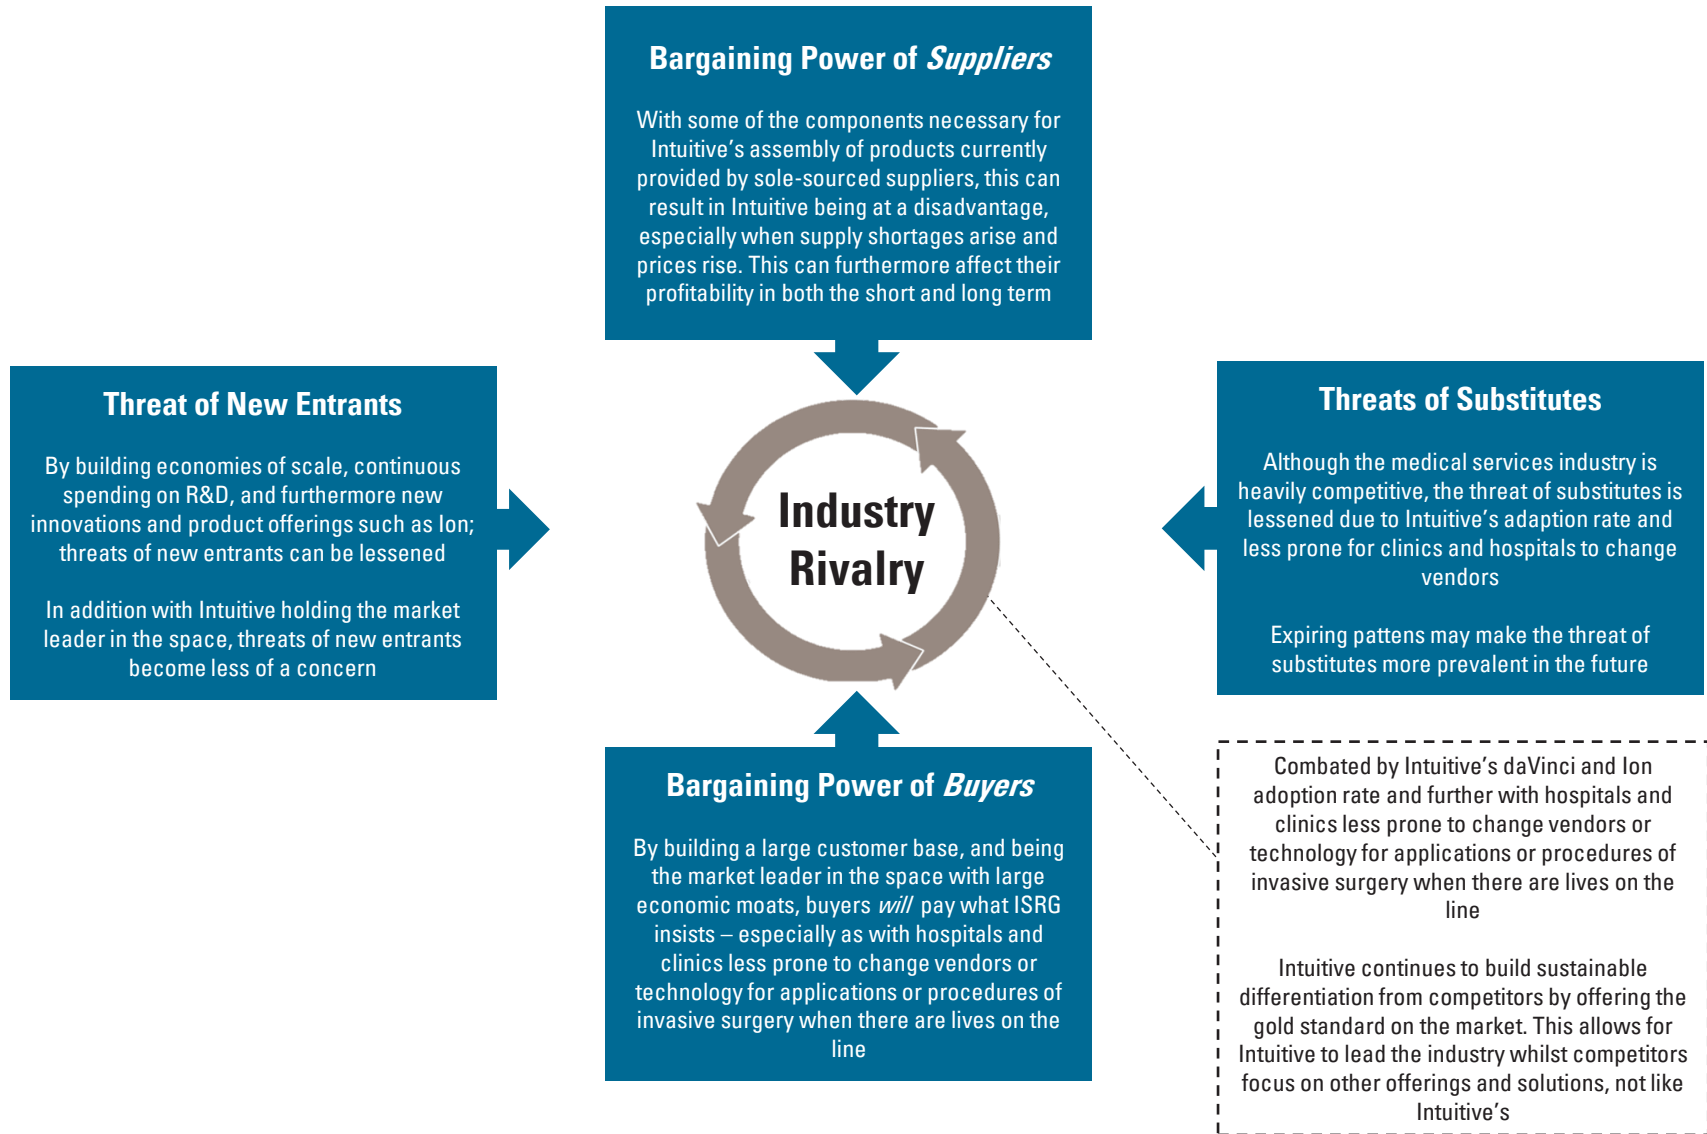 Bargaining Power of Suppliers
With some of the components necessary for
Intuitive's assembly of products currently
provided by sole-sourced suppliers, this can
result in Intuitive being at a disadvantage,
especially when supply shortages arise and
prices rise. This can furthermore affect their
profitability in both the short and long term
Threat of New Entrants
By building economies of scale, continuous
spending on R&D, and furthermore new
innovations and product offerings such as Ion;
threats of new entrants can be lessened
In addition with Intuitive holding the market
leader in the space, threats of new entrants
become less of a concern
Industry
Rivalry
Threats of Substitutes
Although the medical services industry is
heavily competitive, the threat of substitutes is
lessened due to Intuitive's adaption rate and
less prone for clinics and hospitals to change
vendors
Expiring pattens may make the threat of
substitutes more prevalent in the future
Bargaining Power of Buyers
By building a large customer base, and being
the market leader in the space with large
economic moats, buyers will pay what ISRG
insists – especially as with hospitals and
clinics less prone to change vendors or
technology for applications or procedures of
invasive surgery when there are lives on the
line
Combated by Intuitive's daVinci and Ion
adoption rate and further with hospitals and
clinics less prone to change vendors or
technology for applications or procedures of
invasive surgery when there are lives on the
line
Intuitive continues to build sustainable
differentiation from competitors by offering the
gold standard on the market. This allows for
Intuitive to lead the industry whilst competitors
focus on other offerings and solutions, not like
Intuitive's